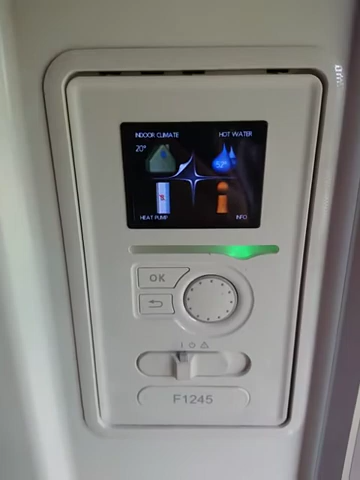 INDOOR CLIMATE
HOT WATER
20°
52°
HEAT PUMP
INFO
OK
F1245